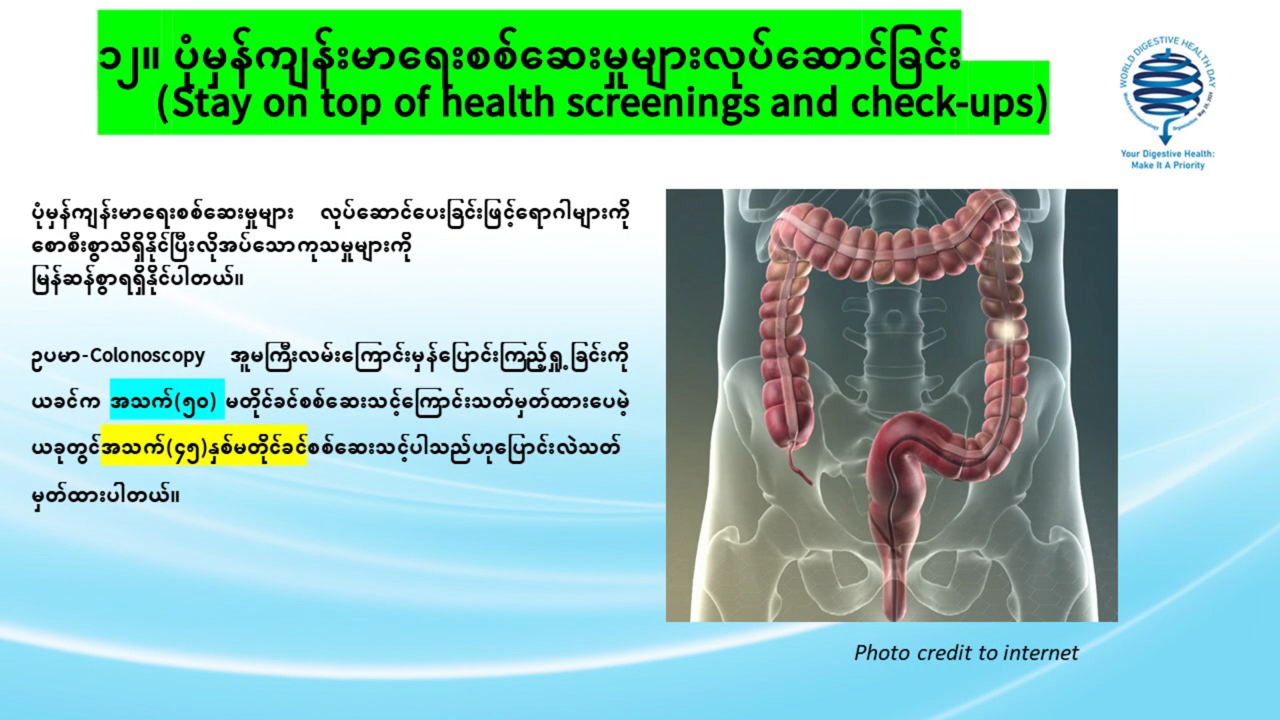 ၁၂။ ပုံမှန်ကျန်းမာရေးစစ်ဆေးမှုများလုပ်ဆောင်ခြင်း
(Stay on top of health screenings and check-ups)
ပုံမှန်ကျန်းမာရေးစစ်ဆေးမှုများ လုပ်ဆောင်ပေးခြင်းဖြင့်ရောဂါများကို
စောစီးစွာသိရှိနိုင်ပြီးလိုအပ်သောကုသမှုများကို
မြန်ဆန်စွာရရှိနိုင်ပါတယ်။
ဥပမာ-Colonoscopy အူမကြီးလမ်းကြောင်းမှန်ပြောင်းကြည့်ရှု့ခြင်းကို
ယခင်က အသက်(၅၀) မတိုင်ခင်စစ်ဆေးသင့်ကြောင်းသတ်မှတ်ထားပေမဲ့
ယခုတွင်အသက်(၄၅)နှစ်မတိုင်ခင်စစ်ဆေးသင့်ပါသည်ဟုပြောင်းလဲသတ်
မှတ်ထားပါတယ်။
WORLD DIGESTIVE HEALTH DAY
World Gastroenterology Organisation May 29, 2024
Your Digestive Health:
Make It A Priority
Photo credit to internet